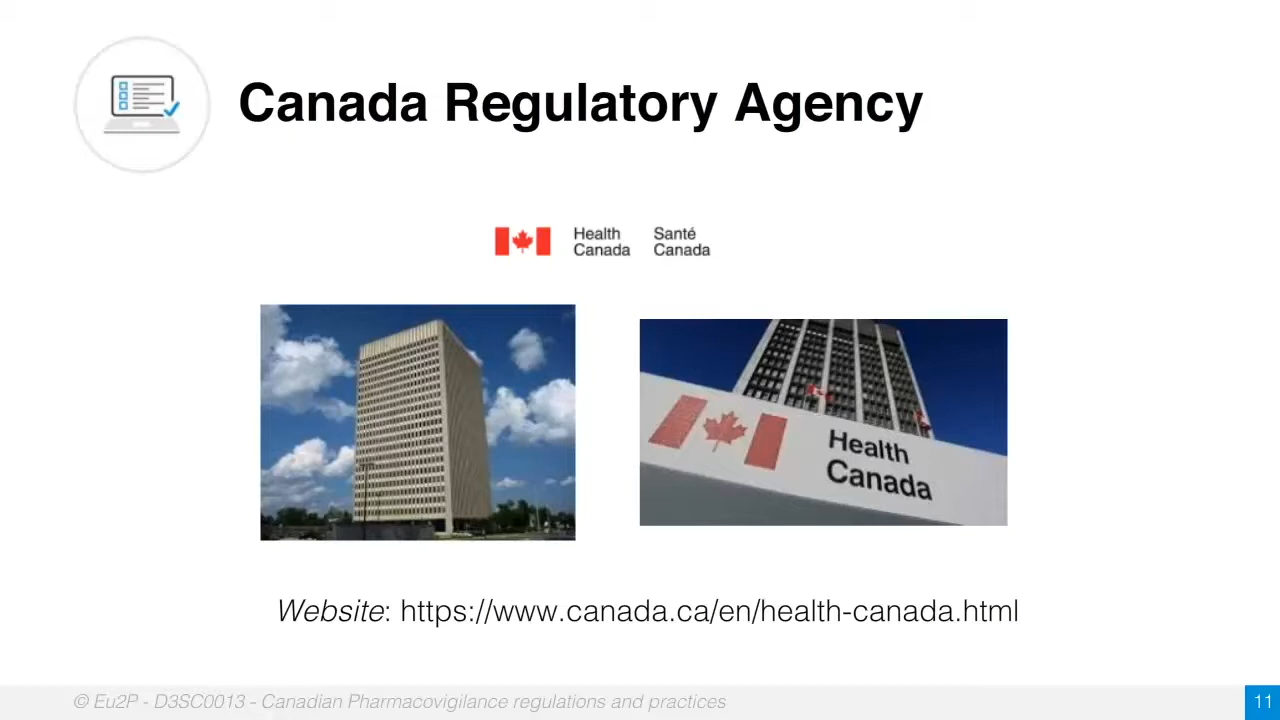 Canada Regulatory Agency
Health Santé
Canada Canada
Health
Canada
Website: https://www.canada.ca/en/health-canada.html
© Eu2P - D3SC0013 - Canadian Pharmacovigilance regulations and practices
11